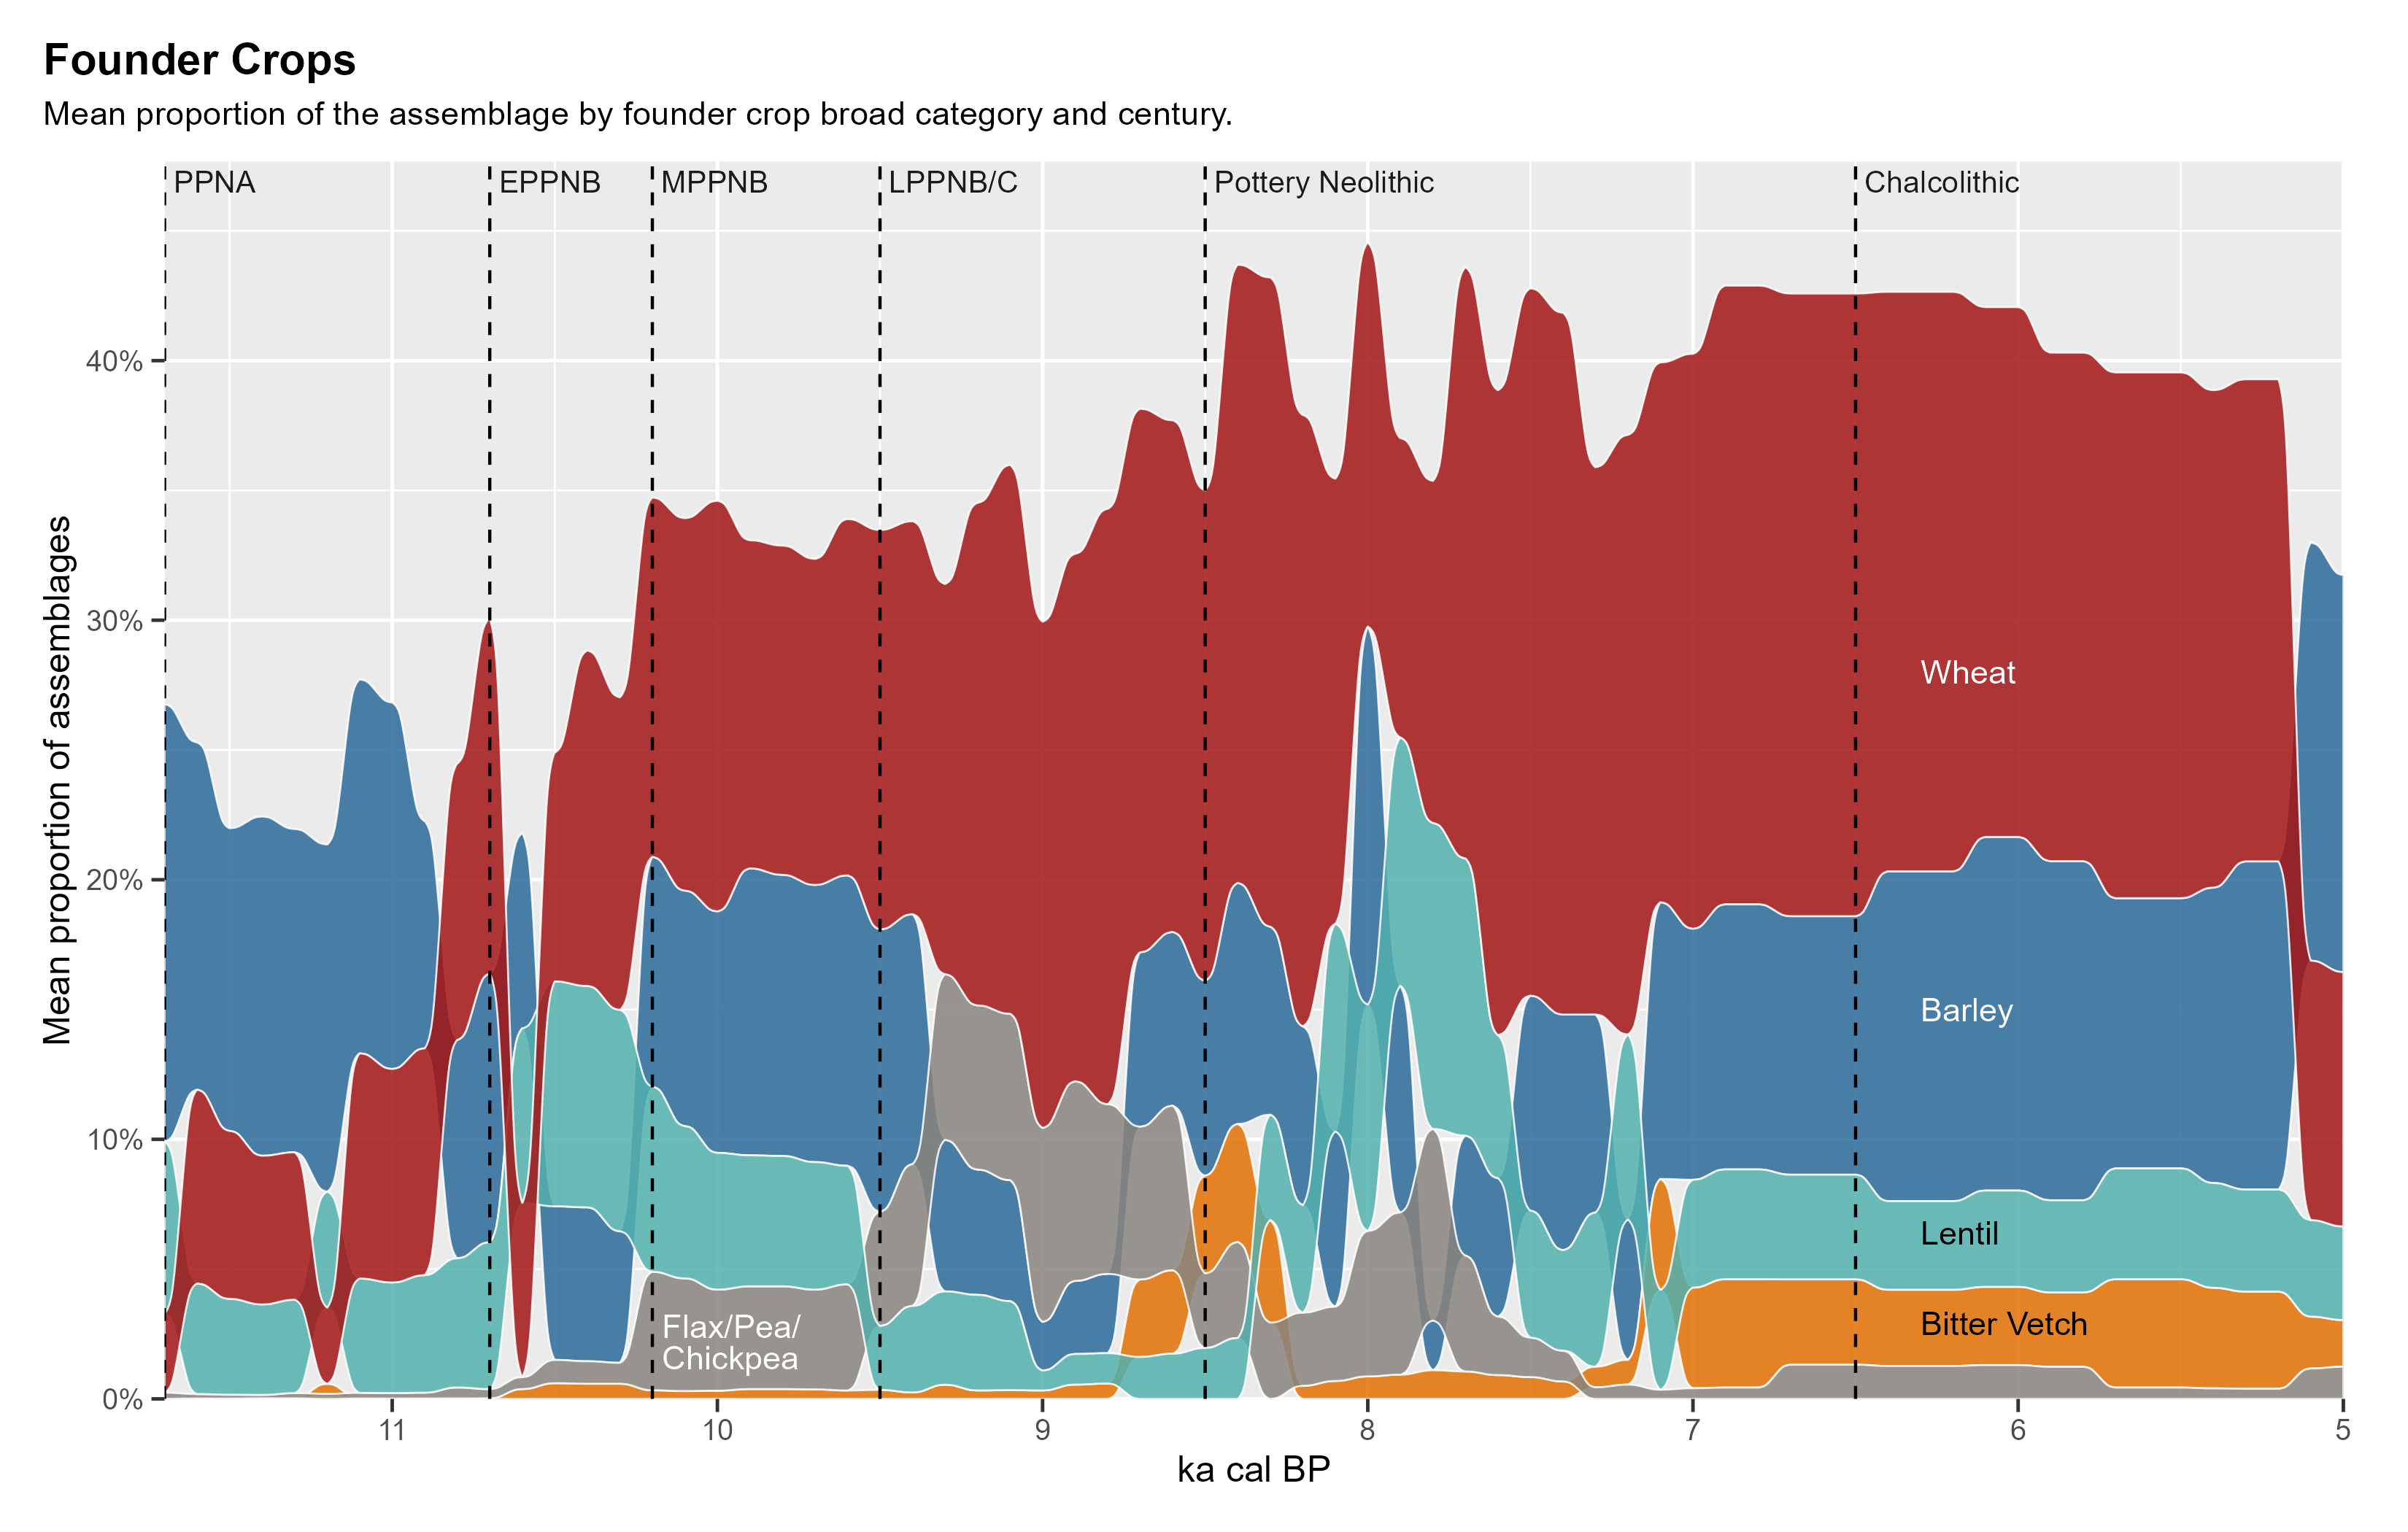 Founder Crops
Mean proportion of the assemblage by founder crop broad category and century.
PPNA
EPPNB
MPPNB
LPPNB/C
Pottery Neolithic
Chalcolithic
Mean proportion of assemblages
40%
30%
20%
10%
0%
Wheat
Barley
Lentil
Bitter Vetch
Flax/Pea/
Chickpea
11
10
9
8
7
6
5
ka cal BP